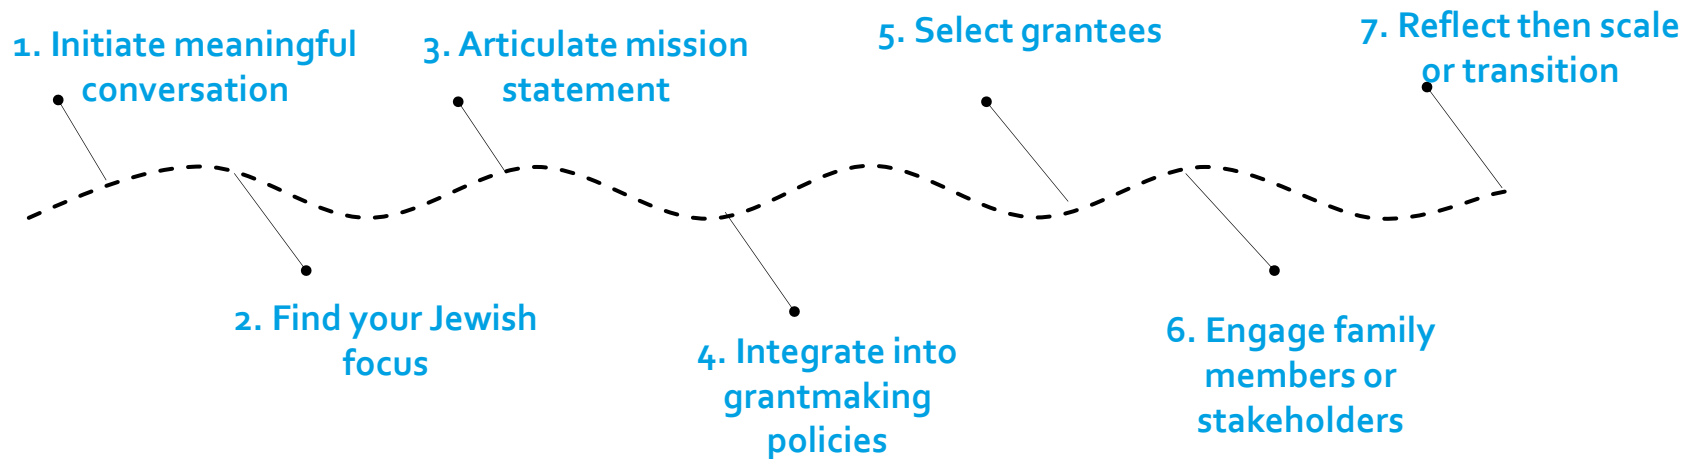 1. Initiate meaningful
conversation
2. Find your Jewish
focus
3. Articulate mission
statement
4. Integrate into
grantmaking
policies
5. Select grantees
6. Engage family
members or
stakeholders
7. Reflect then scale
or transition